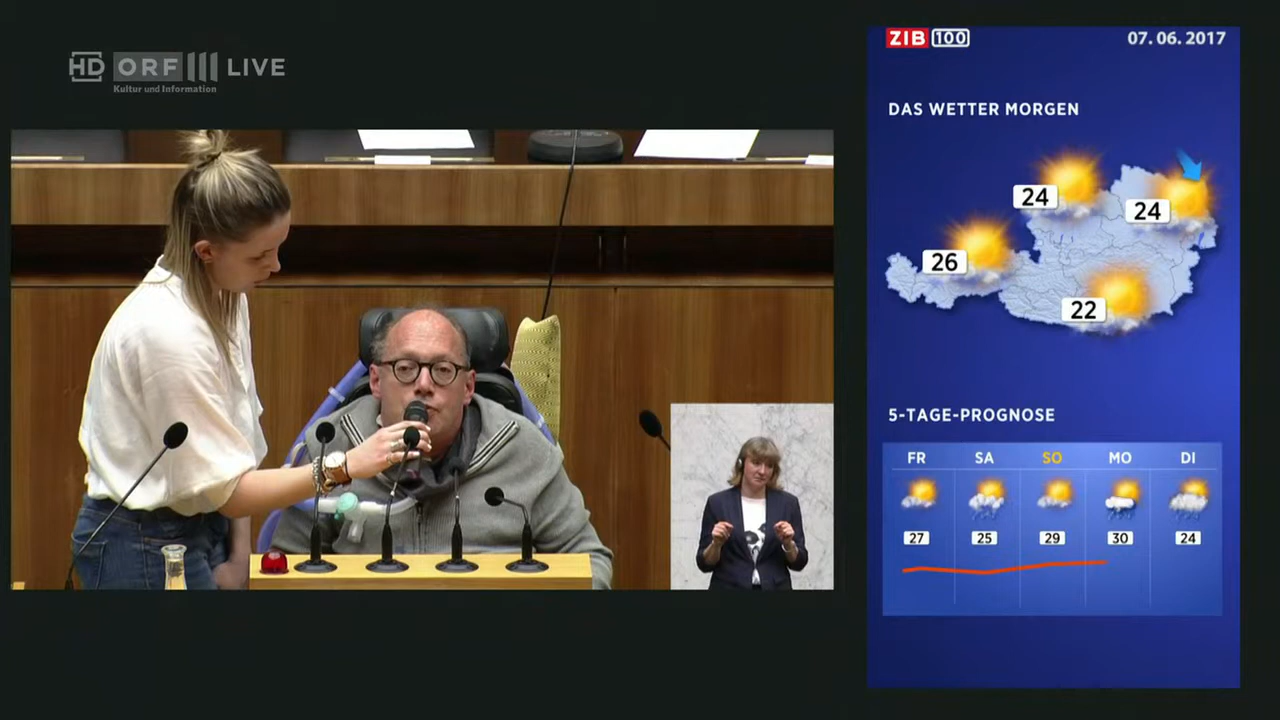 HD ORF III LIVE
Kultur und Information
ZIB 100
07. 06. 2017
DAS WETTER MORGEN
24
24
26
22
5-TAGE-PROGNOSE
FR SA SO MO DI
27 25 29 30 24